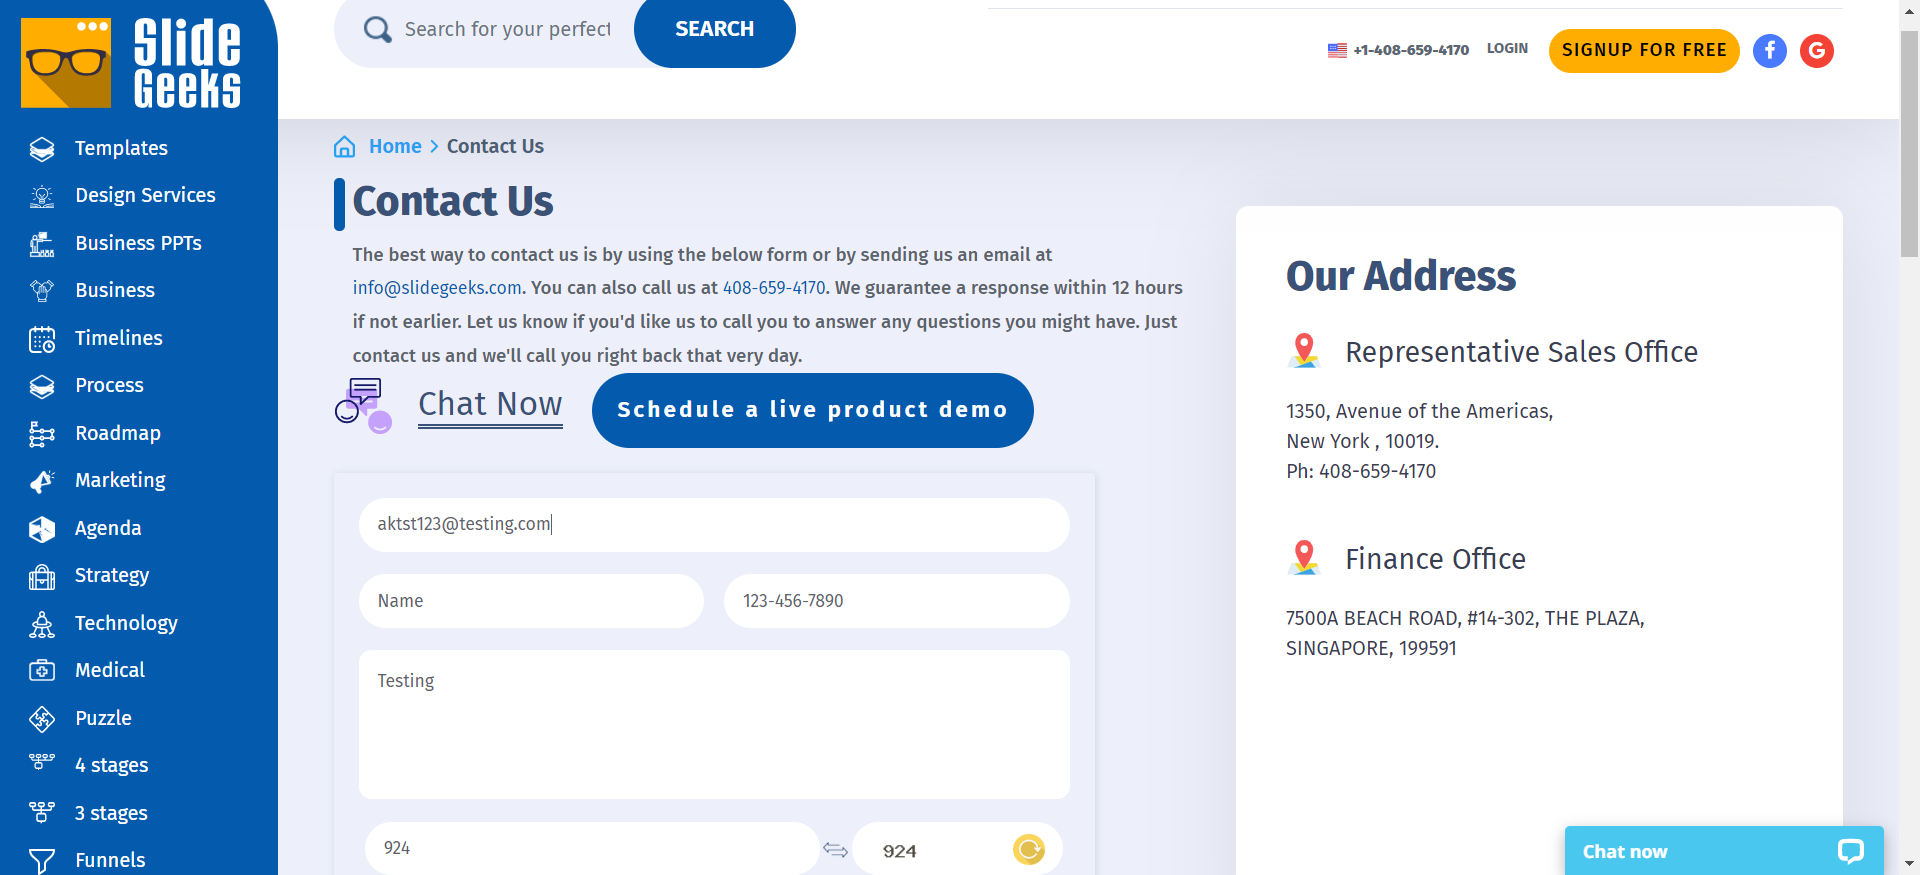 Slide
Geeks
Templates
Design Services
Business PPTs
Business
Timelines
Process
Roadmap
Marketing
Agenda
Strategy
Technology
Medical
Puzzle
4 stages
3 stages
Funnels
Search for your perfect
SEARCH
+1-408-659-4170
LOGIN
SIGNUP FOR FREE
f
G
Home > Contact Us
Contact Us
The best way to contact us is by using the below form or by sending us an email at
info@slidegeeks.com. You can also call us at 408-659-4170. We guarantee a response within 12 hours
if not earlier. Let us know if you'd like us to call you to answer any questions you might have. Just
contact us and we'll call you right back that very day.
Chat Now
Schedule a live product demo
aktst123@testing.com
Name
123-456-7890
Testing
924
924
Our Address
Representative Sales Office
1350, Avenue of the Americas,
New York , 10019.
Ph: 408-659-4170
Finance Office
7500A BEACH ROAD, #14-302, THE PLAZA,
SINGAPORE, 199591
Chat now